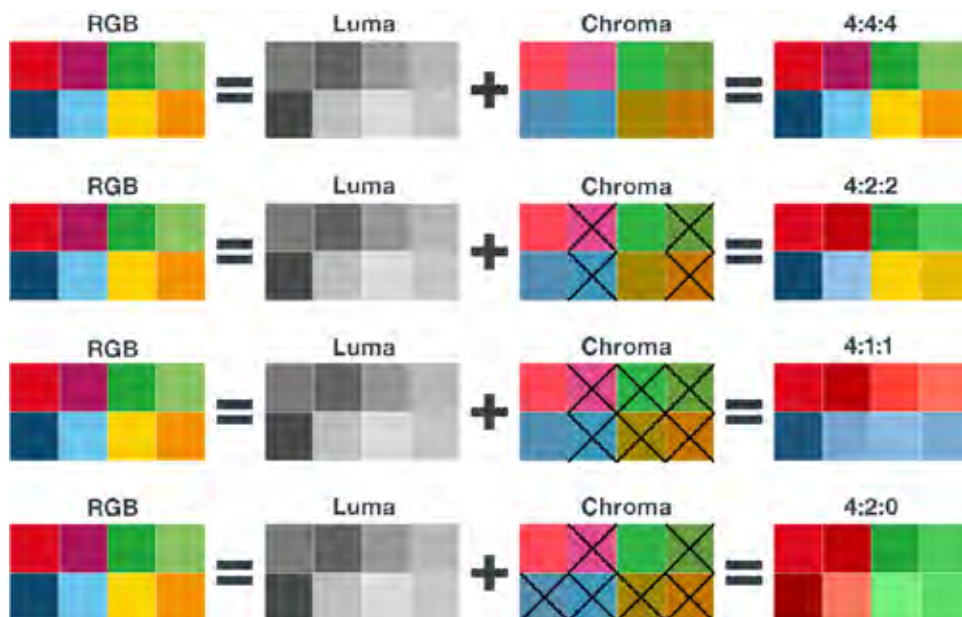 RGB Luma Chroma 4:4:4
= + =
RGB Luma Chroma 4:2:2
= + =
RGB Luma Chroma 4:1:1
= + =
RGB Luma Chroma 4:2:0
= + =